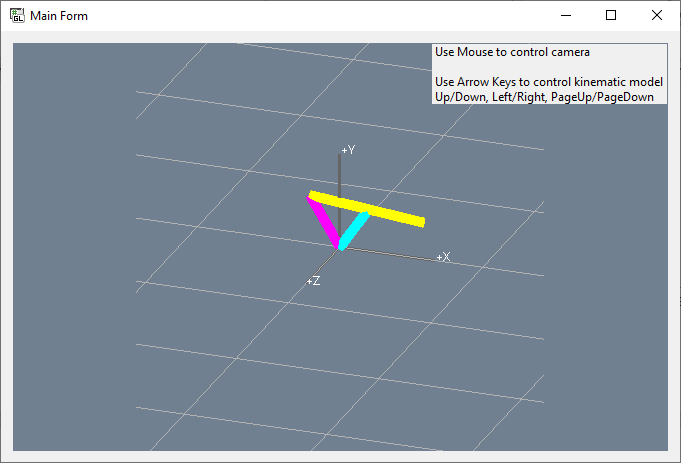 GL
Main Form
Use Mouse to control camera
Use Arrow Keys to control kinematic model
Up/Down, Left/Right, PageUp/PageDown
+Y
+X
+Z